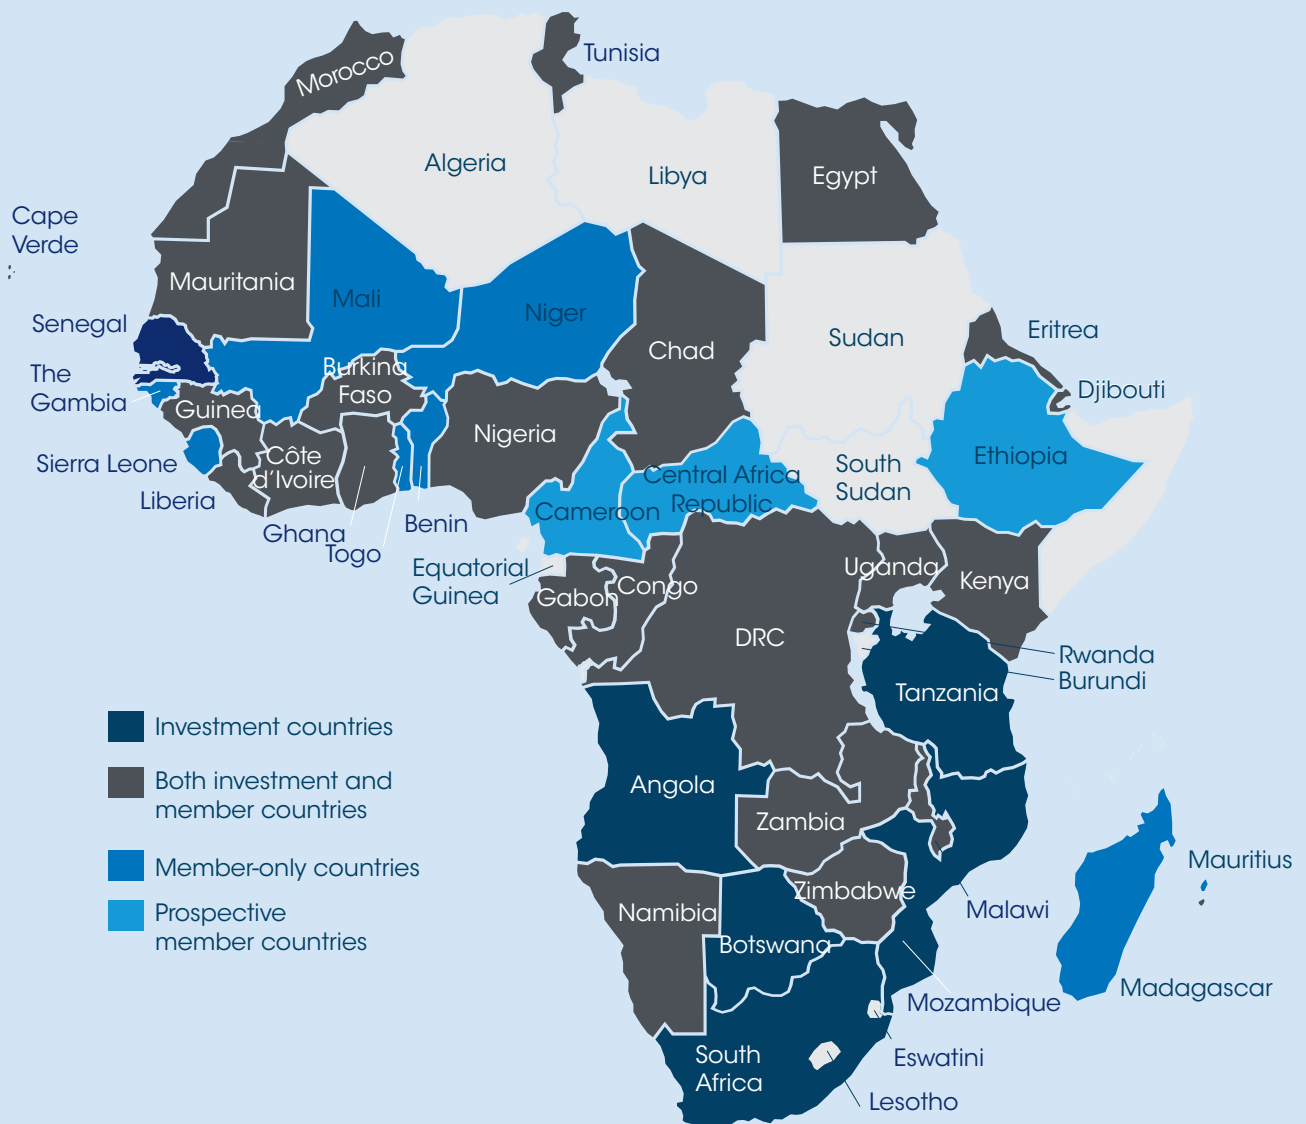 Tunisia
Morocco
Algeria
Libya
Egypt
Cape
Verde
Mauritania
Mali
Niger
Senegal
Chad
Sudan
Eritrea
The
Gambia
Burkina
Faso
Djibouti
Guinea
Nigeria
Sierra Leone
Côte
d'Ivoire
Central Africa
Republic
South
Sudan
Ethiopia
Liberia
Ghana
Togo
Benin
Cameroon
Equatorial
Guinea
Gabon
Congo
Uganda
Kenya
DRC
Rwanda
Burundi
Tanzania
Investment countries
Both investment and
member countries
Member-only countries
Prospective
member countries
Angola
Zambia
Zimbabwe
Mauritius
Malawi
Namibia
Botswana
Madagascar
Mozambique
South
Africa
Eswatini
Lesotho